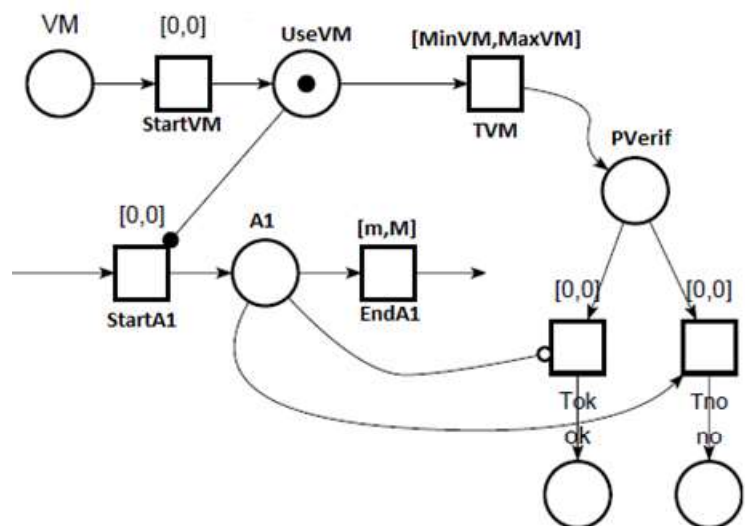 VM
[0,0]
UseVM
[MinVM,MaxVM]
StartVM
TVM
PVerif
[0,0]
A1
[m,M]
StartA1
EndA1
[0,0]
[0,0]
Tok
Tno
ok
no